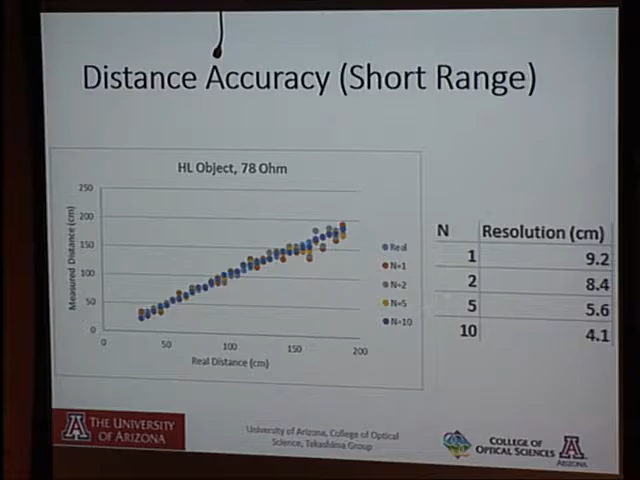 Distance Accuracy (Short Range)
HL Object, 78 Ohm
Measured Distance (cm)
250
200
150
100
50
0
0 50 100 150 200
Real Distance (cm)
Real
N=1
N=2
N=5
N=10
N Resolution (cm)
1 9.2
2 8.4
5 5.6
10 4.1
THE UNIVERSITY
OF ARIZONA
University of Arizona, College of Optical
Science, Takashima Group
COLLEGE OF
OPTICAL SCIENCES
A
ARIZONA